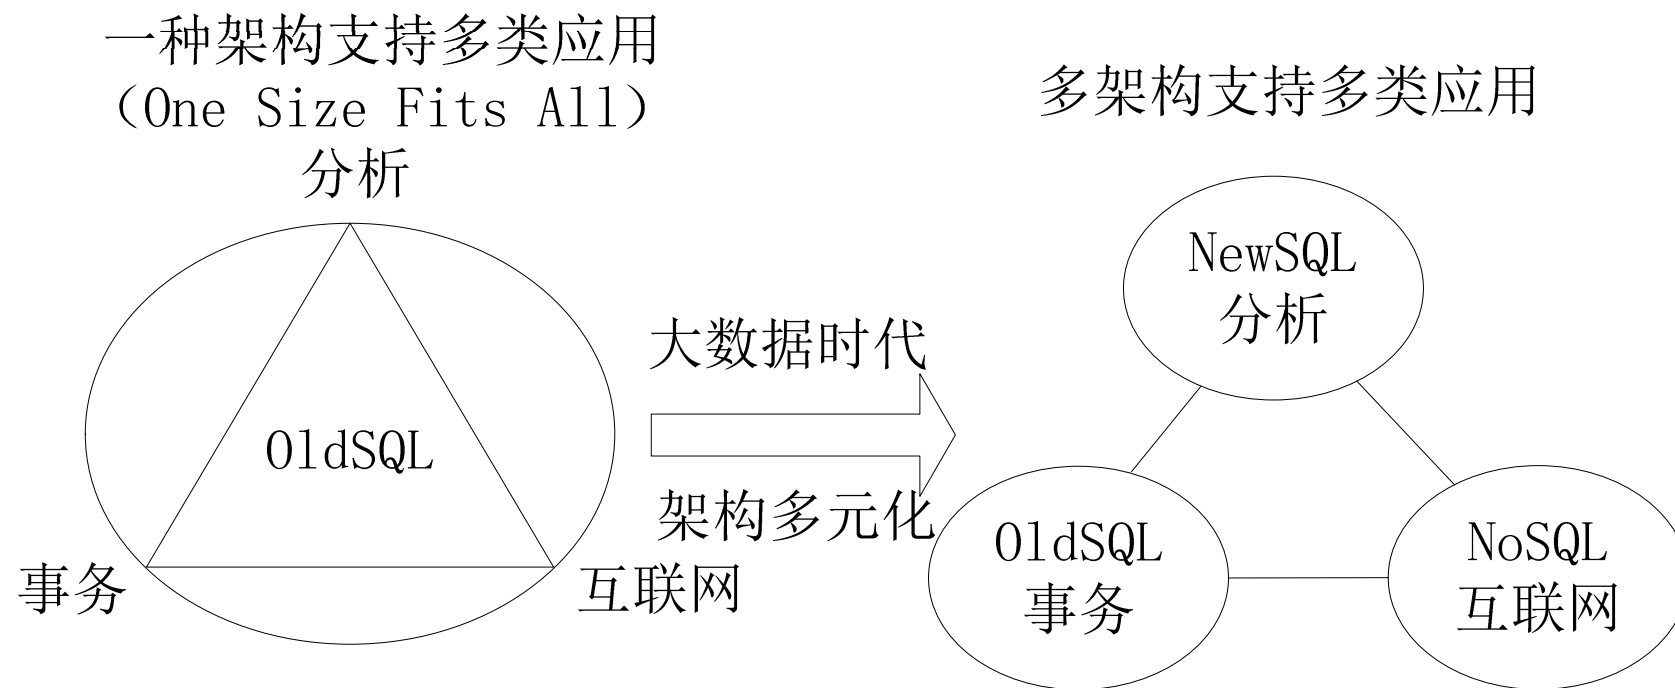 一种架构支持多类应用
（One Size Fits All）
分析
OldSQL
事务
互联网
大数据时代
架构多元化
多架构支持多类应用
NewSQL
分析
OldSQL
事务
NoSQL
互联网